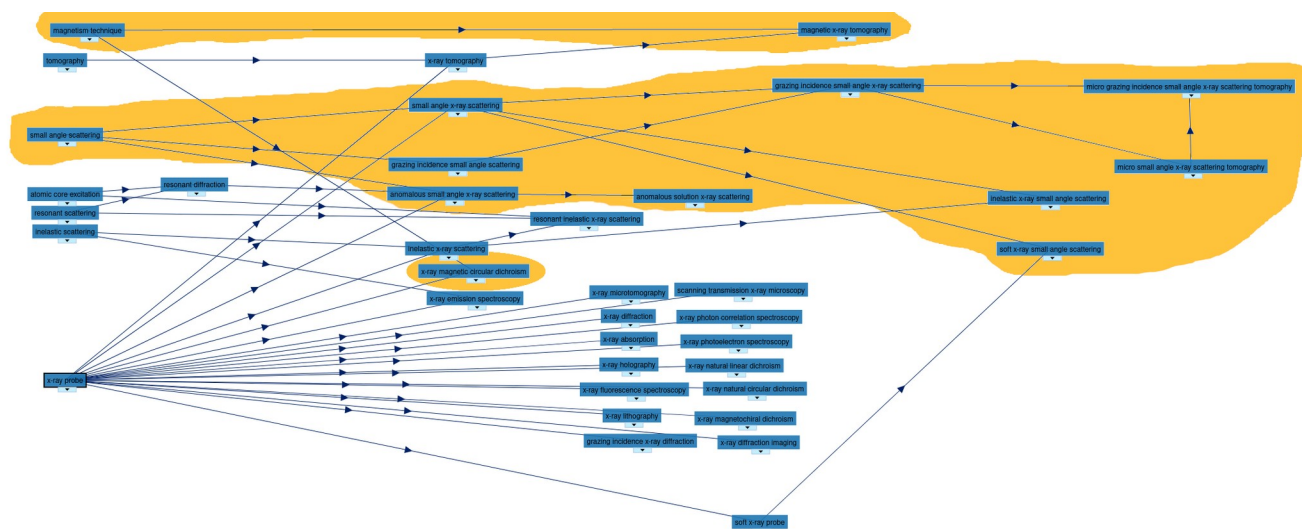 magnetism technique
magnetic x-ray tomography
tomography
x-ray tomography
grazing incidence small angle x-ray scattering
micro grazing incidence small angle x-ray scattering tomography
small angle x-ray scattering
small angle scattering
grazing incidence small angle scattering
micro small angle x-ray scattering tomography
resonant diffraction
atomic core excitation
anomalous small angle x-ray scattering
anomalous solution x-ray scattering
inelastic x-ray small angle scattering
resonant scattering
resonant inelastic x-ray scattering
inelastic scattering
inelastic x-ray scattering
soft x-ray small angle scattering
x-ray magnetic circular dichroism
x-ray emission spectroscopy
x-ray microtomography
scanning transmission x-ray microscopy
x-ray diffraction
x-ray photon correlation spectroscopy
x-ray absorption
x-ray photoelectron spectroscopy
x-ray holography
x-ray natural linear dichroism
x-ray probe
x-ray fluorescence spectroscopy
x-ray natural circular dichroism
x-ray lithography
x-ray magnetochiral dichroism
grazing incidence x-ray diffraction
x-ray diffraction imaging
soft x-ray probe